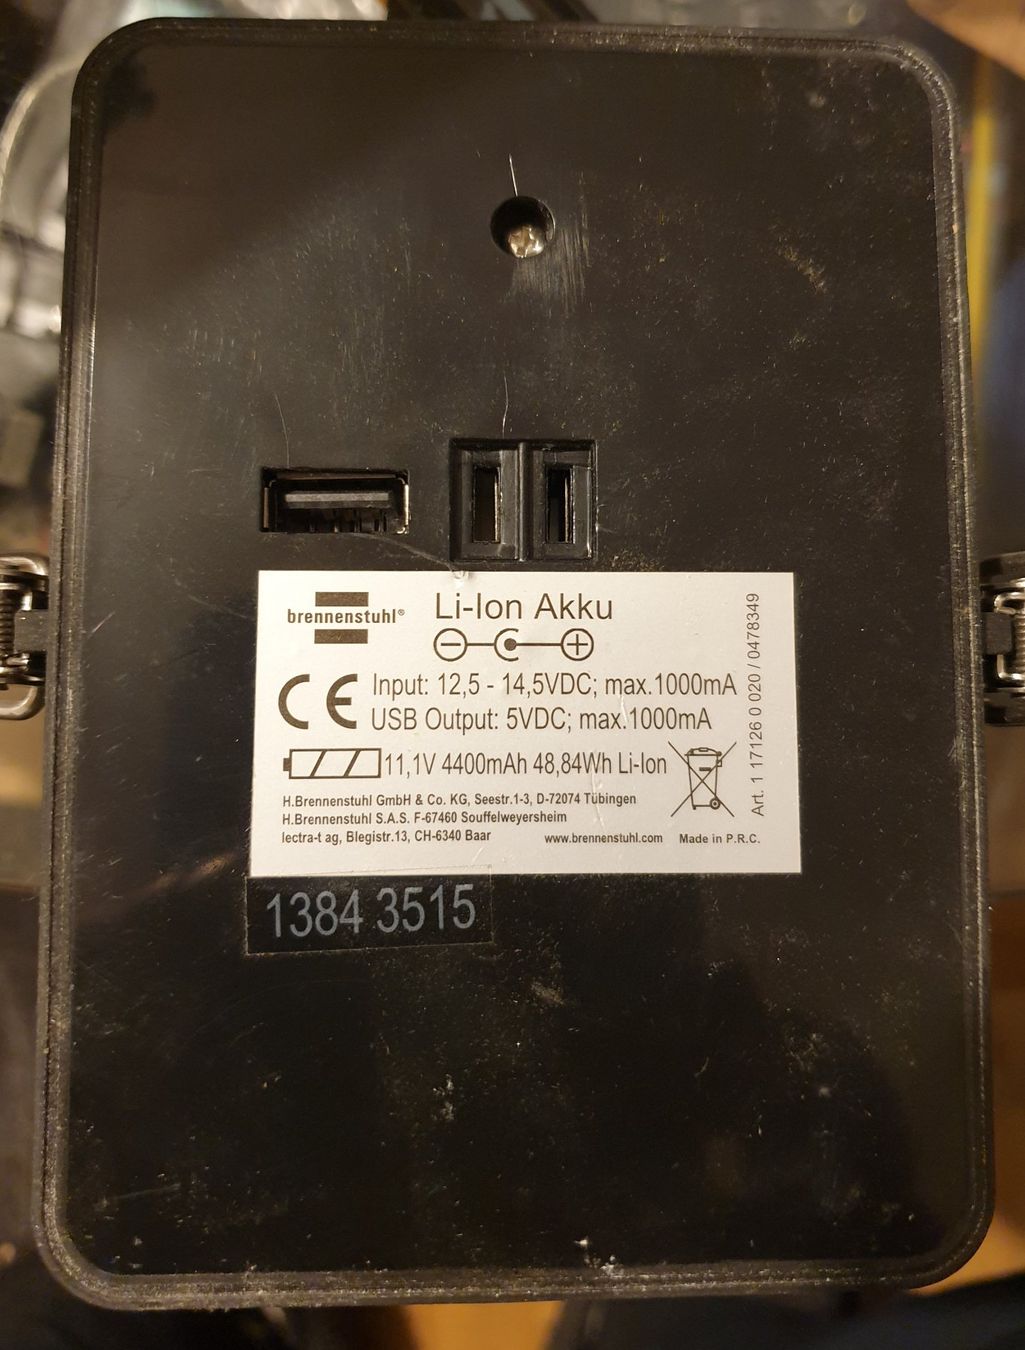 brennenstuhl®
Li-Ion Akku
CE
Input: 12,5 - 14,5VDC; max.1000mA
USB Output: 5VDC; max.1000mA
11,1V 4400mAh 48,84Wh Li-Ion
H.Brennenstuhl GmbH & Co. KG, Seestr.1-3, D-72074 Tübingen
H.Brennenstuhl S.A.S. F-67460 Souffelweyersheim
lectra-t ag, Blegistr.13, CH-6340 Baar www.brennenstuhl.com Made in P.R.C.
Art. 1 17126 0 020 / 0478349
1384 3515